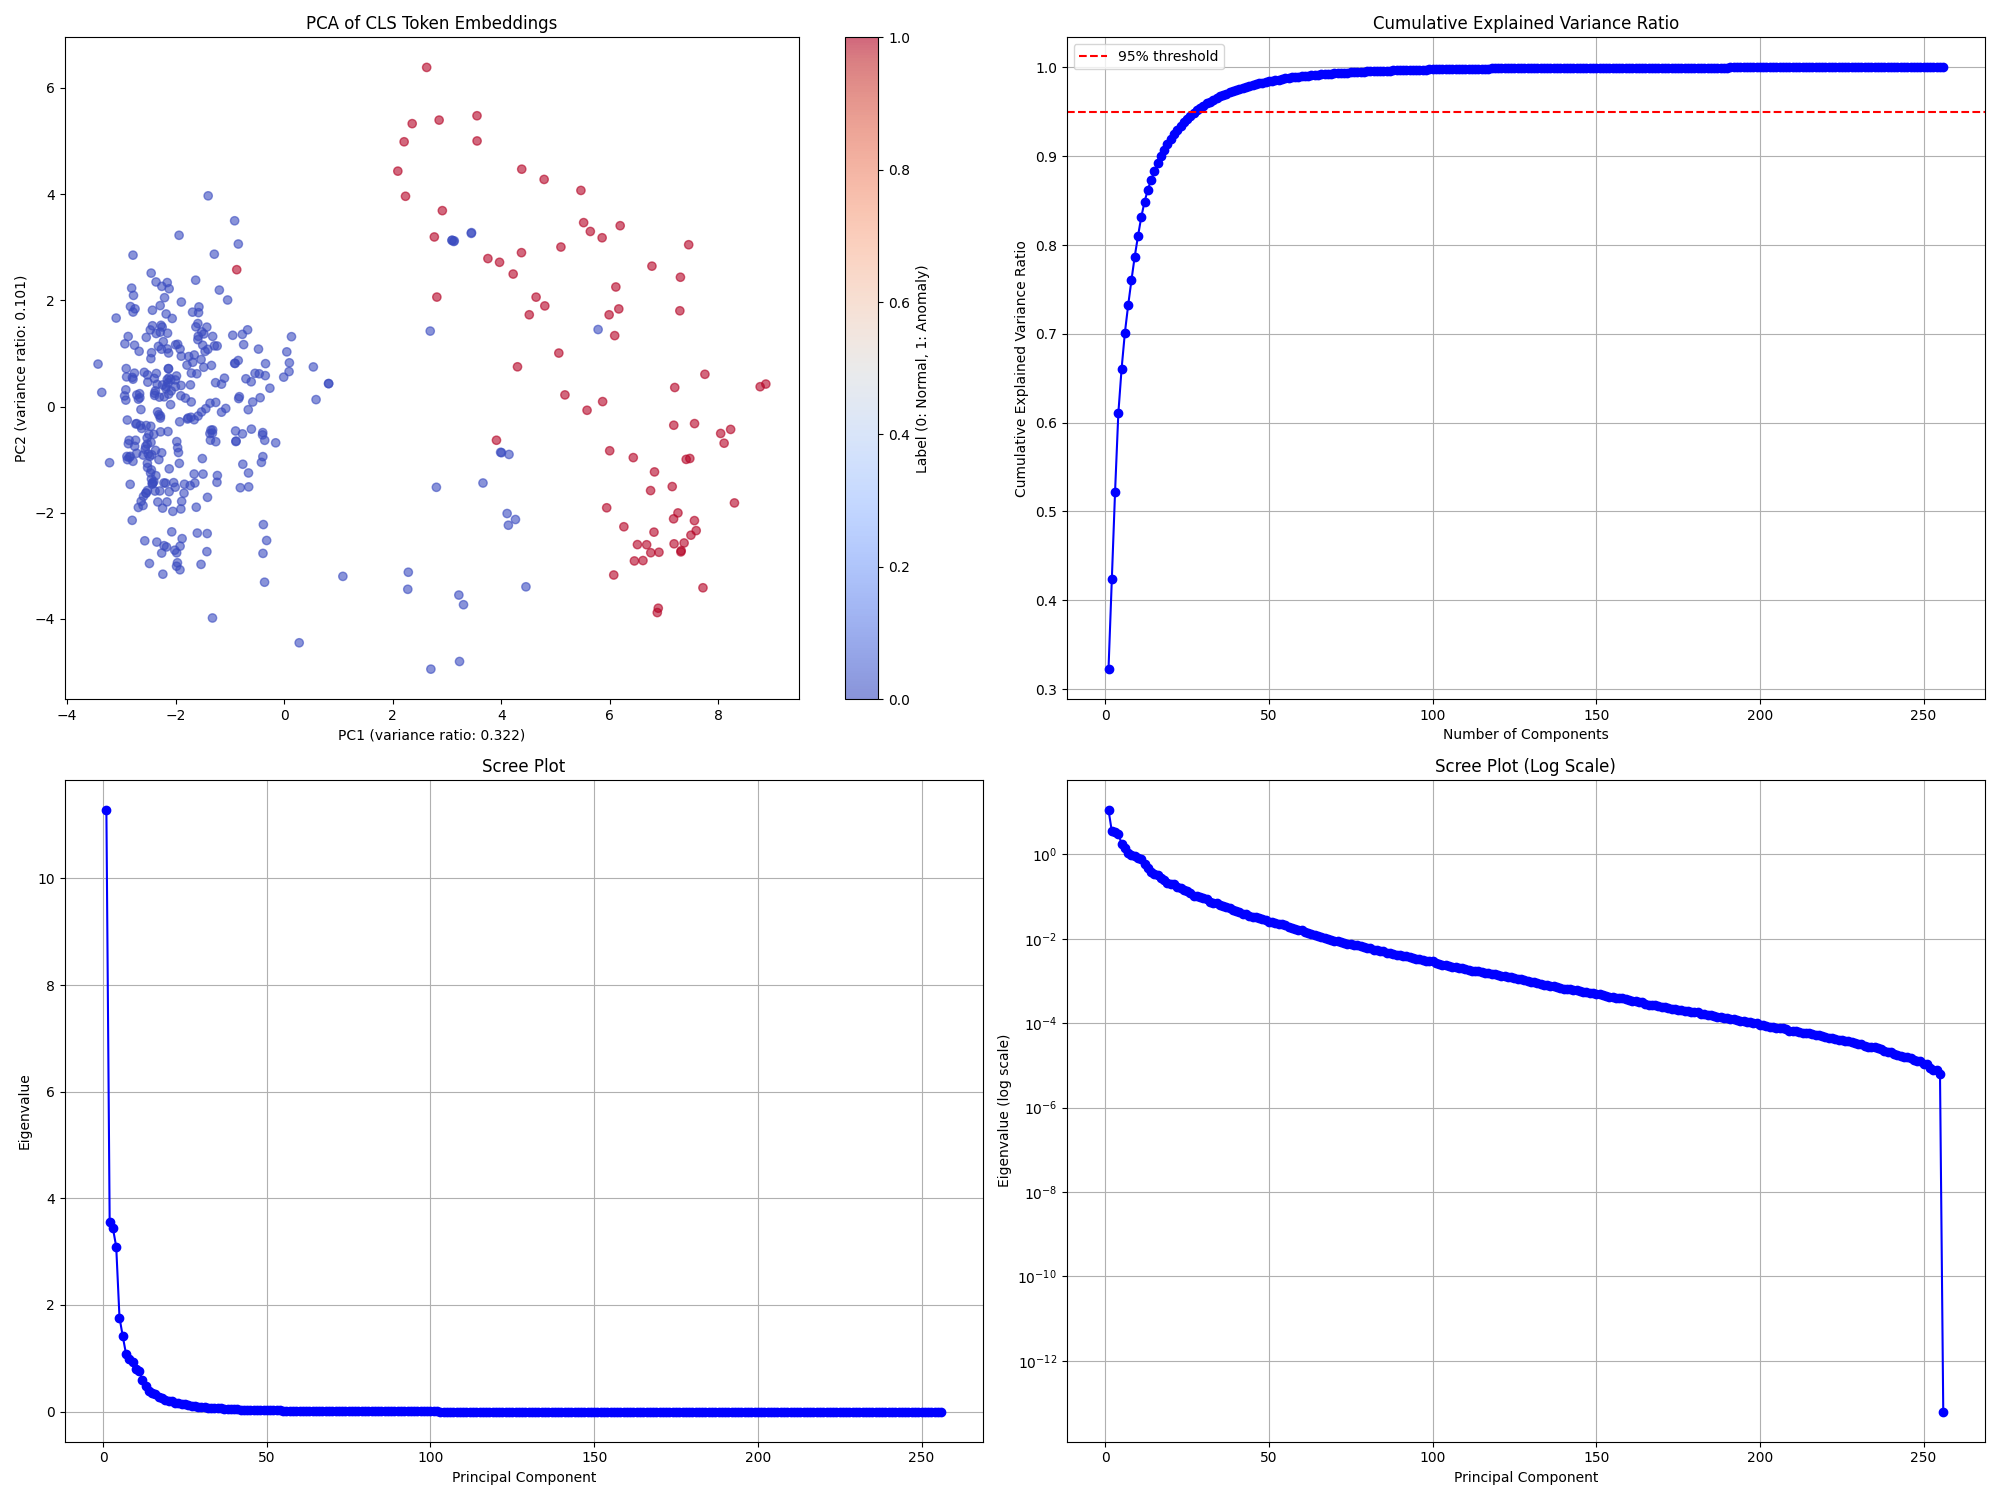 PCA of CLS Token Embeddings
6
4
2
0
−2
−4
PC2 (variance ratio: 0.101)
−4 −2 0 2 4 6 8
PC1 (variance ratio: 0.322)
1.0
0.8
0.6
0.4
0.2
0.0
Label (0: Normal, 1: Anomaly)
Cumulative Explained Variance Ratio
95% threshold
1.0
0.9
0.8
0.7
0.6
0.5
0.4
0.3
Cumulative Explained Variance Ratio
0 50 100 150 200 250
Number of Components
Scree Plot
10
8
6
4
2
0
Eigenvalue
0 50 100 150 200 250
Principal Component
Scree Plot (Log Scale)
10⁰
10⁻²
10⁻⁴
10⁻⁶
10⁻⁸
10⁻¹⁰
10⁻¹²
Eigenvalue (log scale)
0 50 100 150 200 250
Principal Component